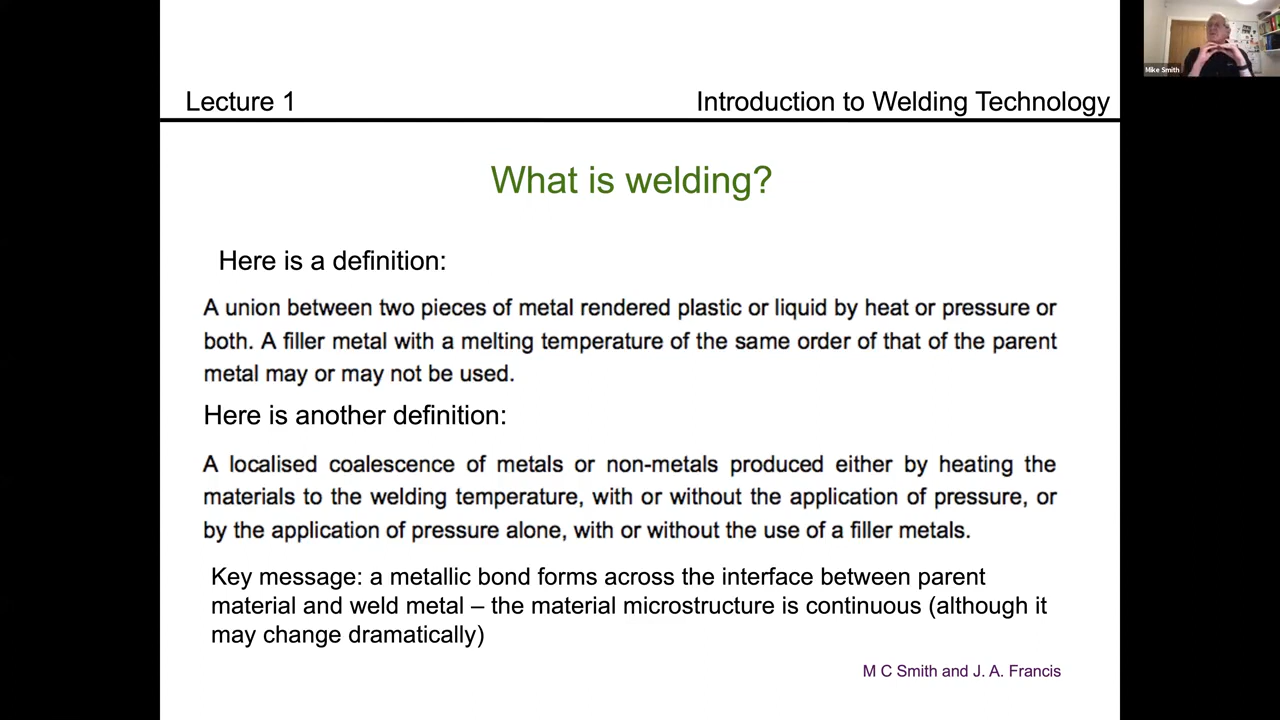 Mike Smith
Lecture 1
Introduction to Welding Technology
What is welding?
Here is a definition:
A union between two pieces of metal rendered plastic or liquid by heat or pressure or
both. A filler metal with a melting temperature of the same order of that of the parent
metal may or may not be used.
Here is another definition:
A localised coalescence of metals or non-metals produced either by heating the
materials to the welding temperature, with or without the application of pressure, or
by the application of pressure alone, with or without the use of a filler metals.
Key message: a metallic bond forms across the interface between parent
material and weld metal – the material microstructure is continuous (although it
may change dramatically)
M C Smith and J. A. Francis